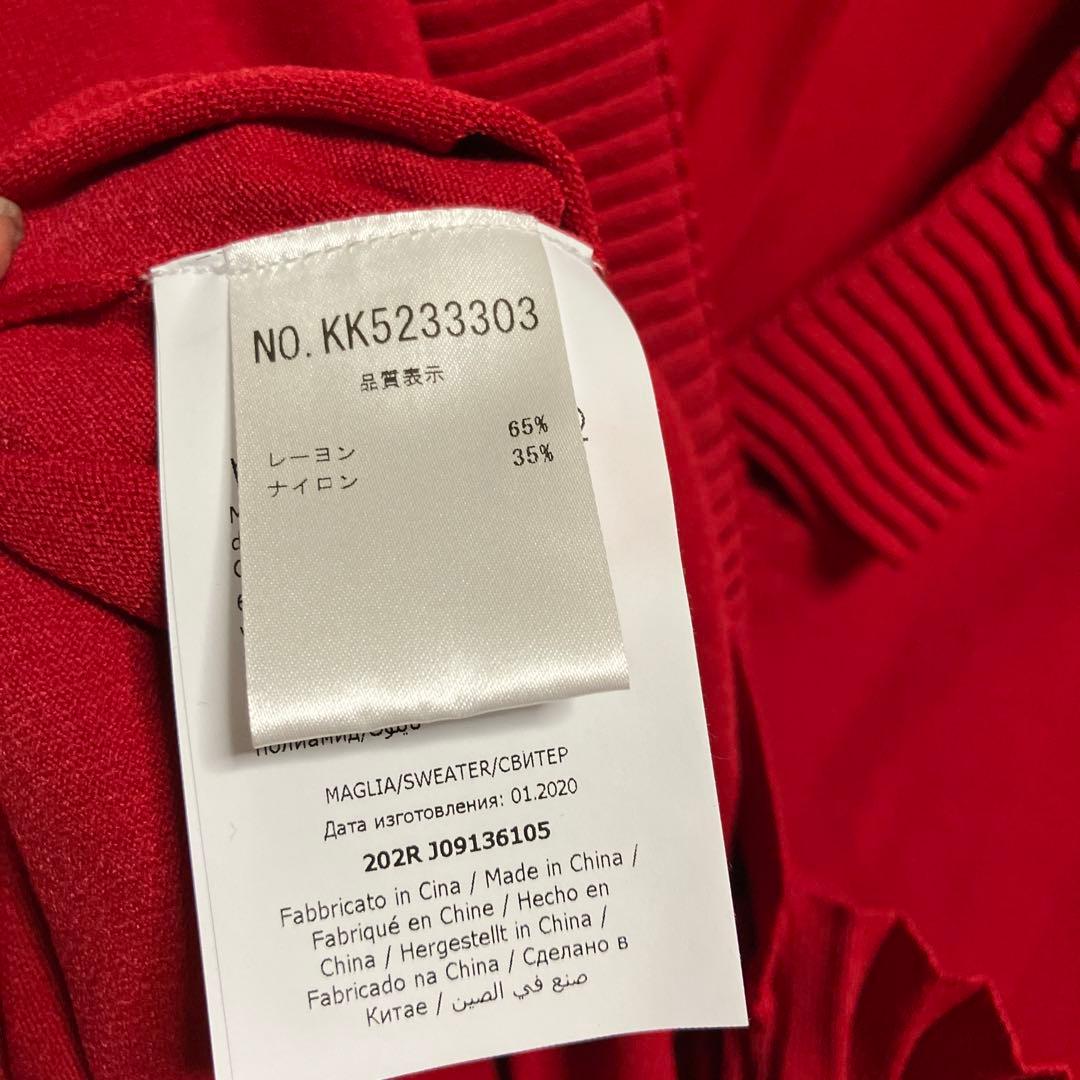 NO. KK5233303
品質表示
レーヨン 65%
ナイロン 35%
полиамид/نايلون
MAGLIA/SWEATER/СВИТЕР
Дата изготовления: 01.2020
202R J09136105
Fabbricato in Cina / Made in China /
Fabriqué en Chine / Hecho en
China / Hergestellt in China /
Fabricado na China / Сделано в
Китае / صنع في الصين